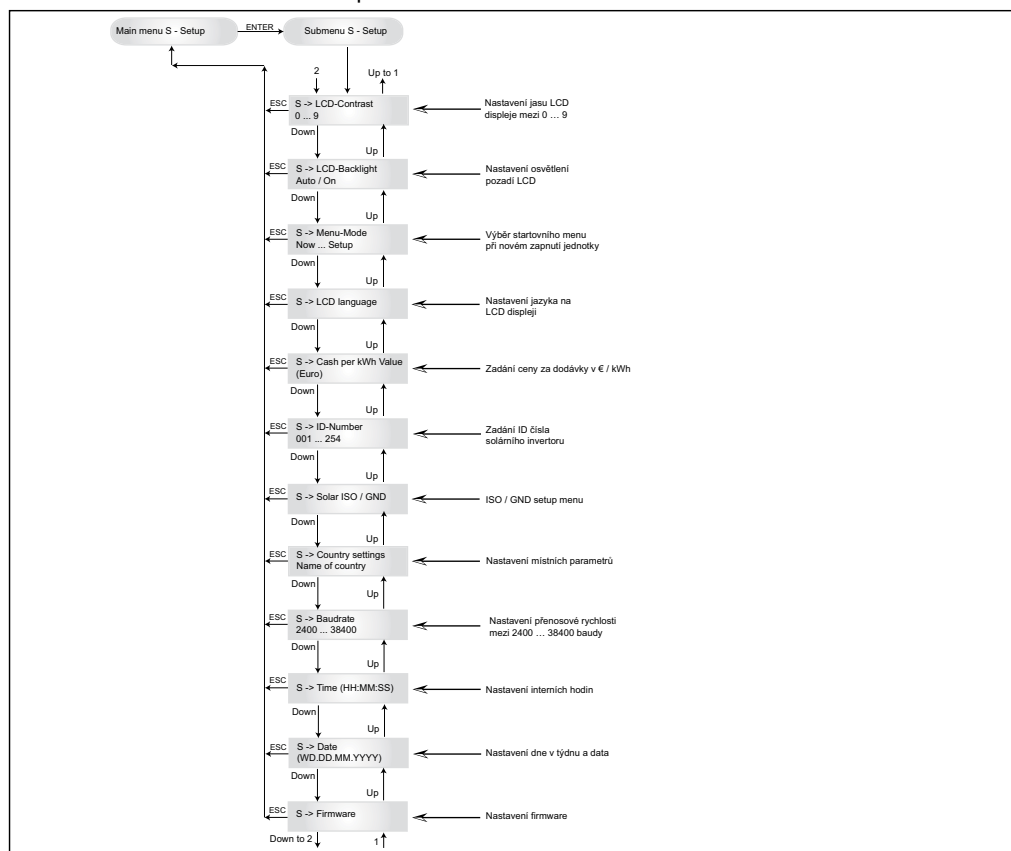 Main menu S - Setup
ENTER
Submenu S - Setup
2
Up to 1
ESC
S -> LCD-Contrast
0 ... 9
Nastavení jasu LCD
displeje mezi 0 … 9
Down
Up
ESC
S -> LCD-Backlight
Auto / On
Nastavení osvětlení
pozadí LCD
Down
Up
ESC
S -> Menu-Mode
Now ... Setup
Výběr startovního menu
při novém zapnutí jednotky
Down
Up
ESC
S -> LCD language
Nastavení jazyka na
LCD displeji
Down
Up
ESC
S -> Cash per kWh Value
(Euro)
Zadání ceny za dodávky v € / kWh
Down
Up
ESC
S -> ID-Number
001 ... 254
Zadání ID čísla
solárního invertoru
Down
Up
ESC
S -> Solar ISO / GND
ISO / GND setup menu
Down
Up
ESC
S -> Country settings
Name of country
Nastavení místních parametrů
Down
Up
ESC
S -> Baudrate
2400 ... 38400
Nastavení přenosové rychlosti
mezi 2400 … 38400 baudy
Down
Up
ESC
S -> Time (HH:MM:SS)
Nastavení interních hodin
Down
Up
ESC
S -> Date
(WD.DD.MM.YYYY)
Nastavení dne v týdnu a data
Down
Up
ESC
S -> Firmware
Nastavení firmware
Down to 2
1